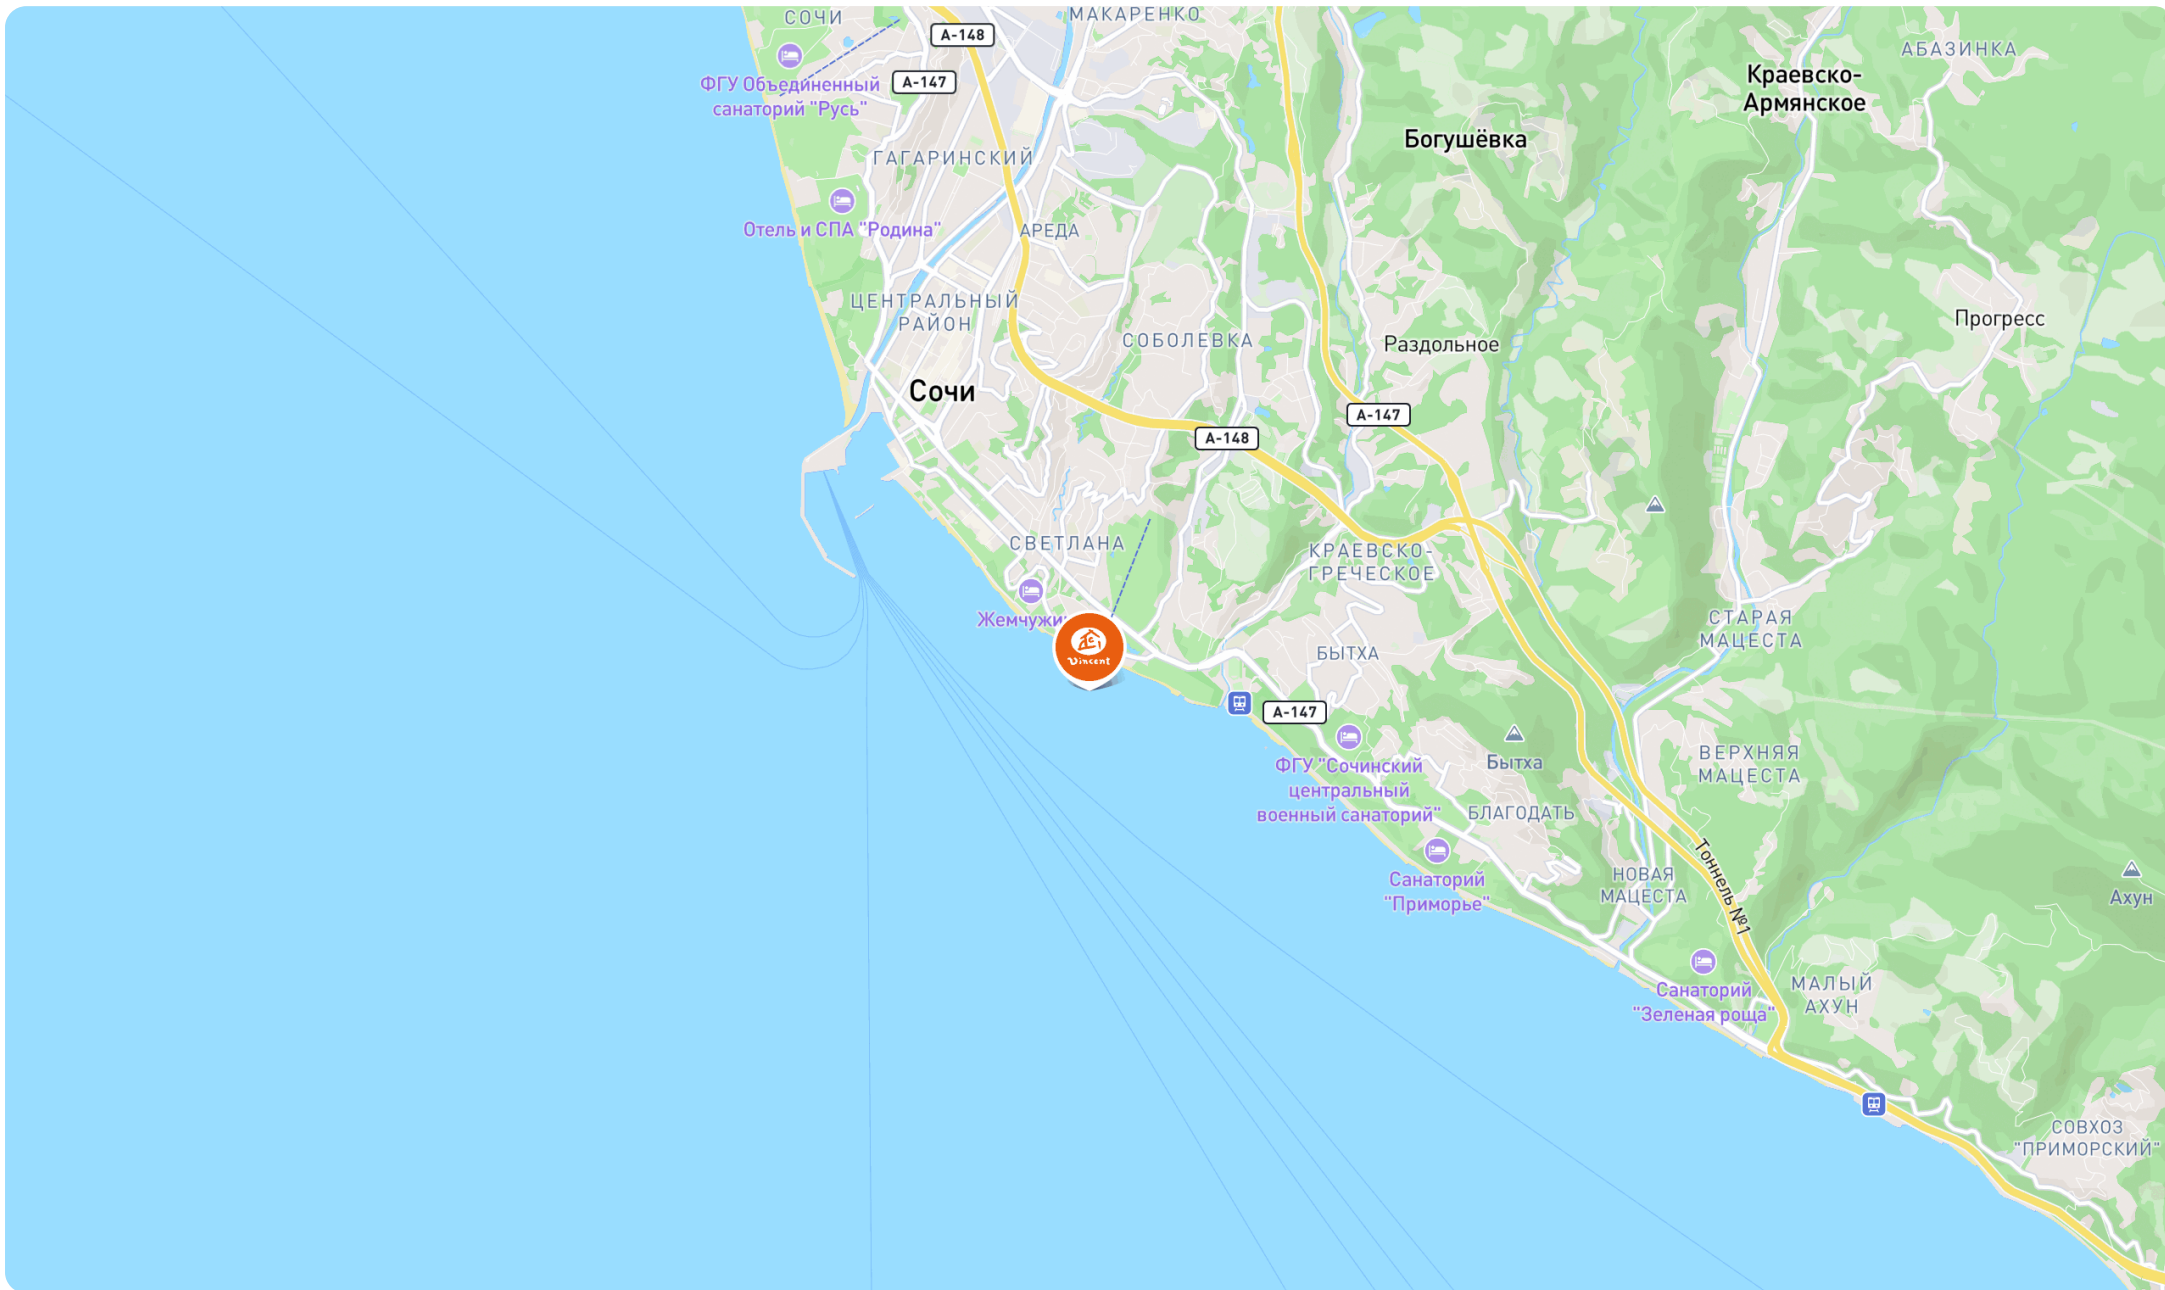 СОЧИ
МАКАРЕНКО
А-148
АБАЗИНКА
ФГУ Объединенный
санаторий "Русь"
А-147
Краевско-
Армянское
Богушёвка
ГАГАРИНСКИЙ
Отель и СПА "Родина"
АРЕДА
ЦЕНТРАЛЬНЫЙ
РАЙОН
СОБОЛЕВКА
Раздольное
Прогресс
Сочи
А-147
А-148
СВЕТЛАНА
КРАЕВСКО-
ГРЕЧЕСКОЕ
Жемчужи
Vincent
СТАРАЯ
МАЦЕСТА
БЫТХА
А-147
ФГУ "Сочинский
центральный
военный санаторий"
Бытха
ВЕРХНЯЯ
МАЦЕСТА
БЛАГОДАТЬ
Тоннель №1
Санаторий
"Приморье"
НОВАЯ
МАЦЕСТА
Ахун
Санаторий
"Зеленая роща"
МАЛЫЙ
АХУН
СОВХОЗ
"ПРИМОРСКИЙ"